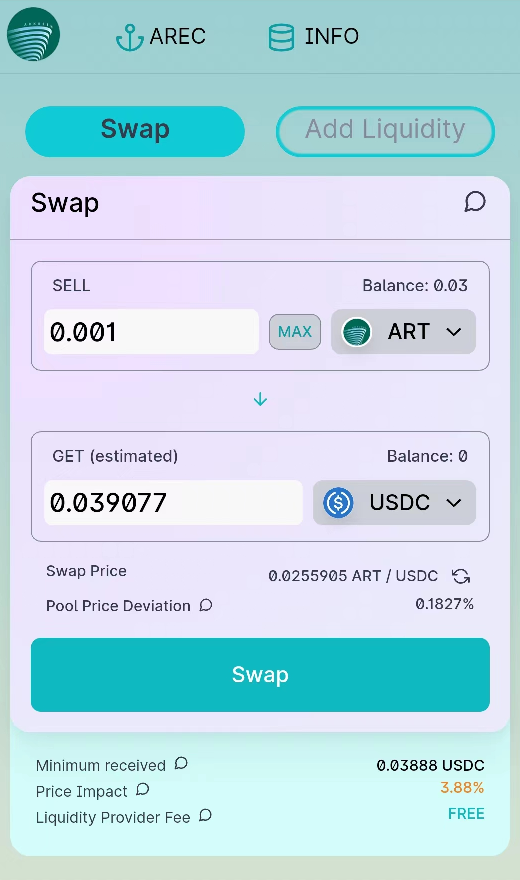 AREC INFO
Swap Add Liquidity
Swap
SELL Balance: 0.03
0.001 MAX ART
GET (estimated) Balance: 0
0.039077 USDC
Swap Price 0.0255905 ART / USDC
Pool Price Deviation 0.1827%
Swap
Minimum received 0.03888 USDC
Price Impact 3.88%
Liquidity Provider Fee FREE